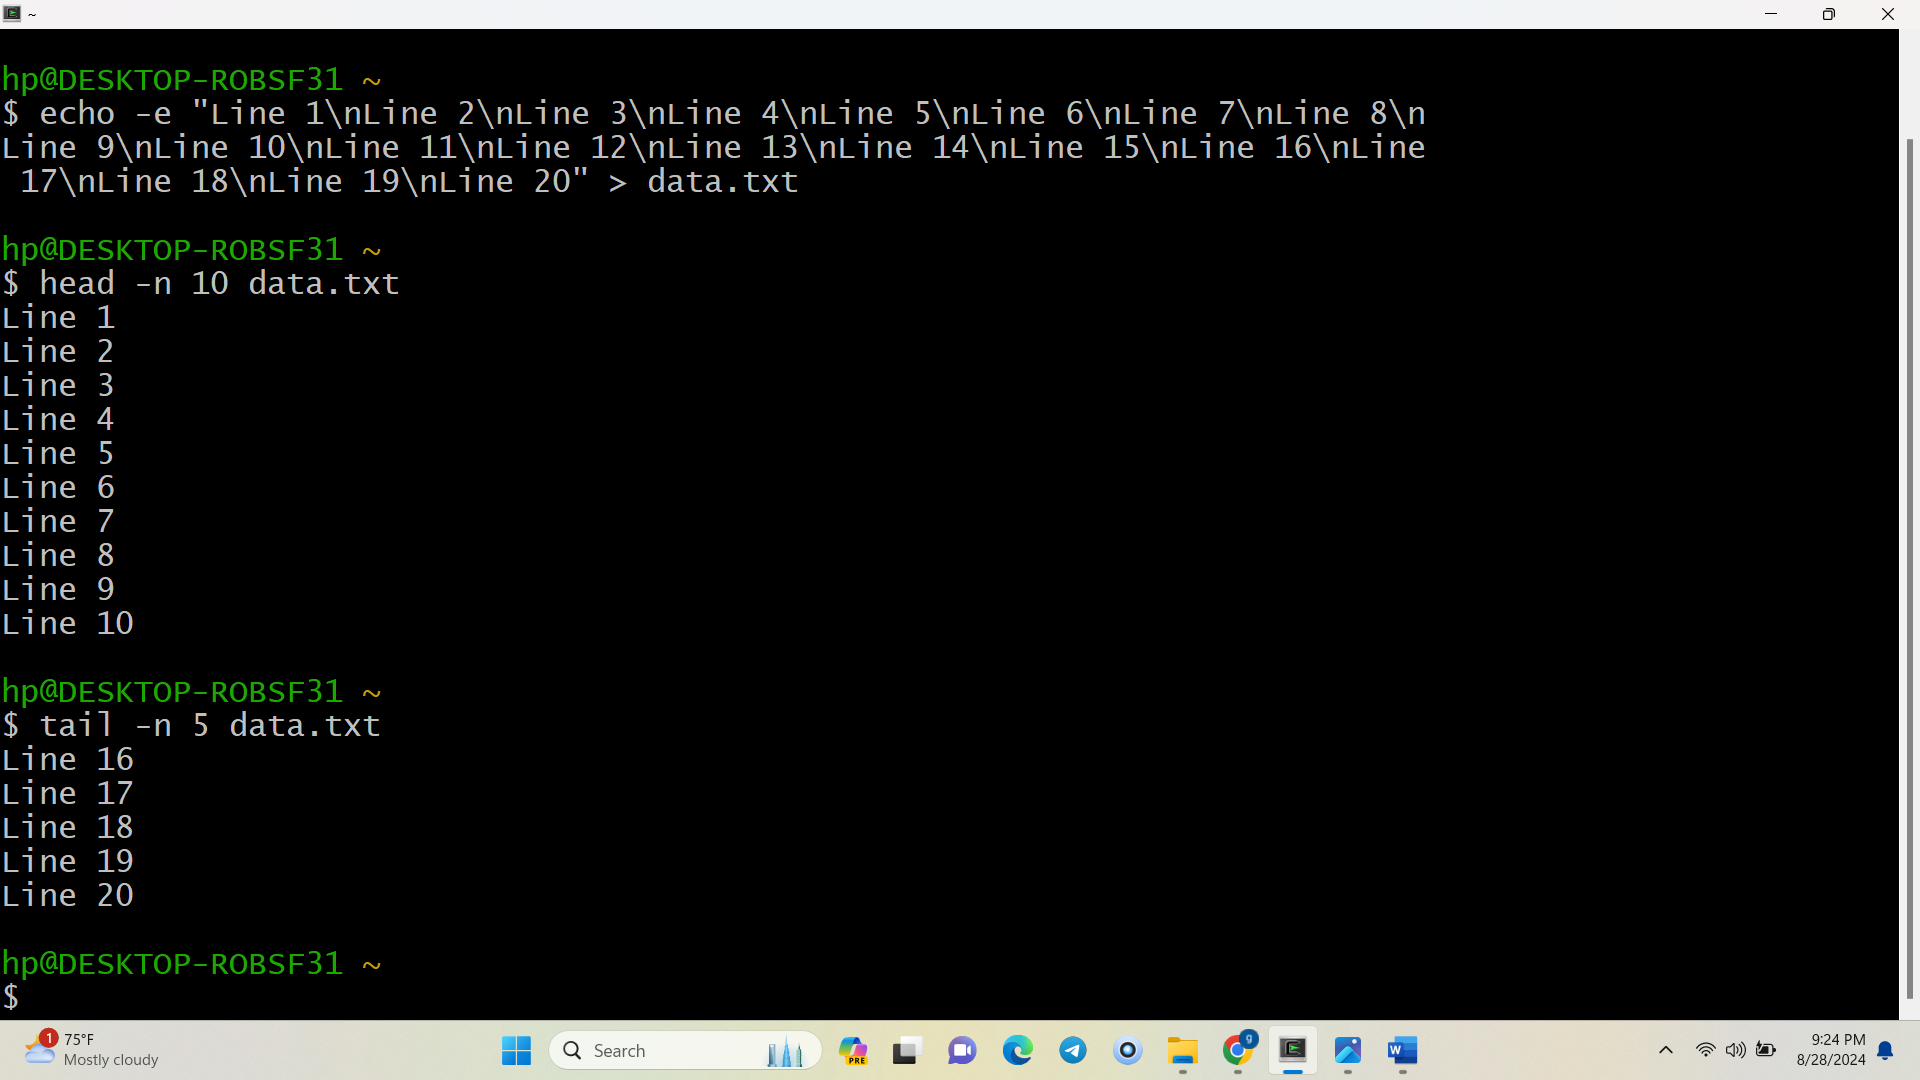 ~
hp@DESKTOP-ROBSF31 ~
$ echo -e "Line 1\nLine 2\nLine 3\nLine 4\nLine 5\nLine 6\nLine 7\nLine 8\n
Line 9\nLine 10\nLine 11\nLine 12\nLine 13\nLine 14\nLine 15\nLine 16\nLine
 17\nLine 18\nLine 19\nLine 20" > data.txt
hp@DESKTOP-ROBSF31 ~
$ head -n 10 data.txt
Line 1
Line 2
Line 3
Line 4
Line 5
Line 6
Line 7
Line 8
Line 9
Line 10
hp@DESKTOP-ROBSF31 ~
$ tail -n 5 data.txt
Line 16
Line 17
Line 18
Line 19
Line 20
hp@DESKTOP-ROBSF31 ~
$
1
75°F
Mostly cloudy
Search
PRE
g
W
9:24 PM
8/28/2024